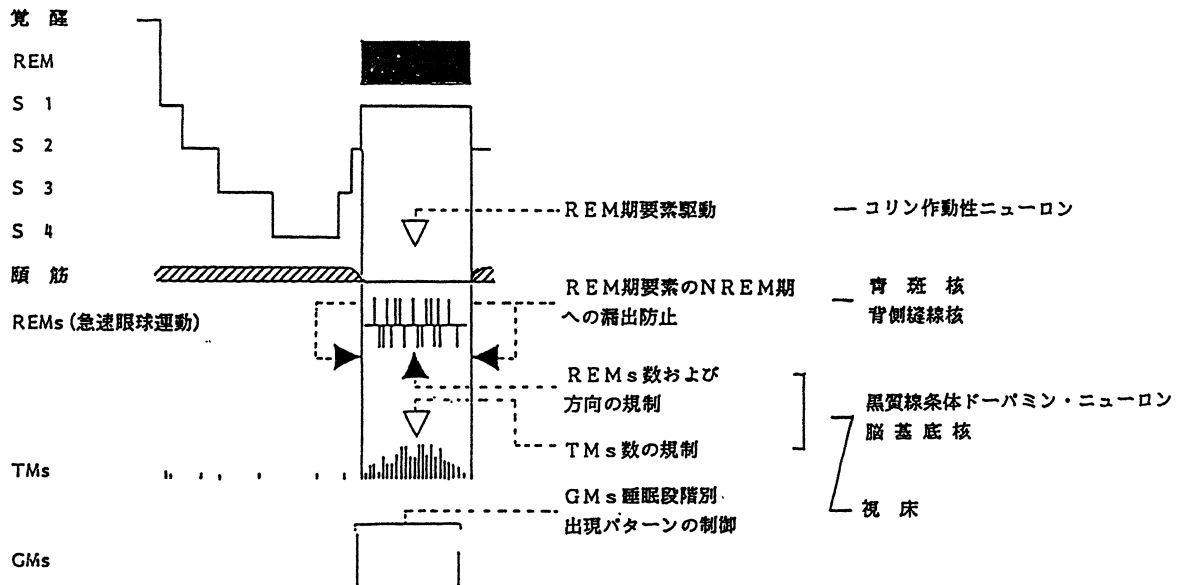 覚 醒
REM
S 1
S 2
S 3
S 4
頤 筋
REMs (急速眼球運動)
TMs
GMs
REM期要素駆動
REM期要素のNREM期
への漏出防止
REMs数および
方向の規制
TMs数の規制
GMs睡眠段階別
出現パターンの制御
コリン作動性ニューロン
青 斑 核
背側縫線核
黒質線条体ドーパミン・ニューロン
脳 基 底 核
視 床